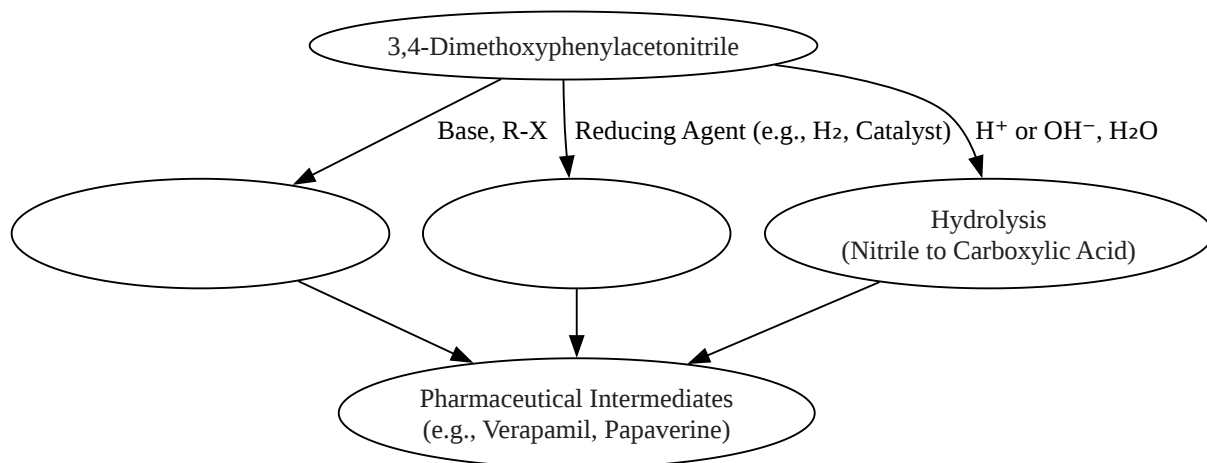 3,4-Dimethoxyphenylacetonitrile
Base, R-X
Reducing Agent (e.g., H₂, Catalyst)
H⁺ or OH⁻, H₂O
Hydrolysis
(Nitrile to Carboxylic Acid)
Pharmaceutical Intermediates
(e.g., Verapamil, Papaverine)